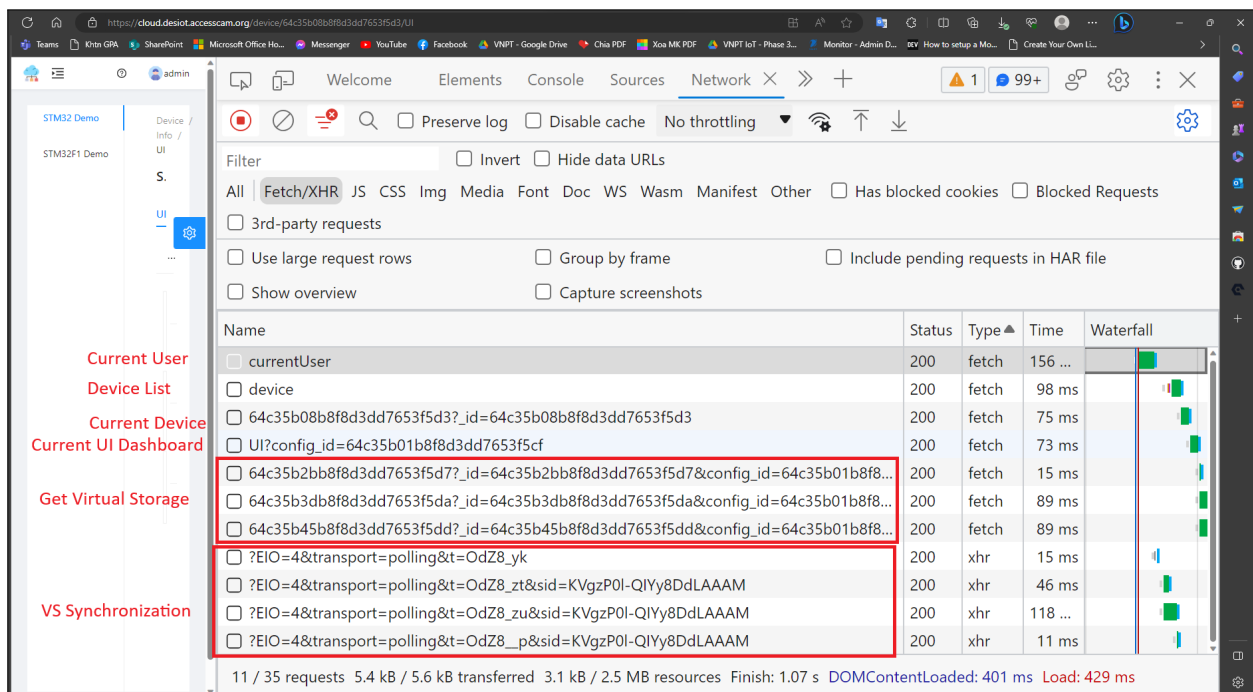 https://cloud.desiot.accesscam.org/device/64c35b08b8f8d3dd7653f5d3/UI
Teams Khtn GPA SharePoint Microsoft Office Ho... Messenger YouTube Facebook VNPT - Google Drive Chia PDF Xoa MK PDF VNPT IoT - Phase 3... Monitor - Admin D... DEV How to setup a Mo... Create Your Own Li...
admin
STM32 Demo
STM32F1 Demo
Device /
Info /
UI
S.
UI
...
Welcome Elements Console Sources Network 1 99+
Preserve log Disable cache No throttling
Filter Invert Hide data URLs
All Fetch/XHR JS CSS Img Media Font Doc WS Wasm Manifest Other Has blocked cookies Blocked Requests
3rd-party requests
Use large request rows Group by frame Include pending requests in HAR file
Show overview Capture screenshots
Name Status Type Time Waterfall
Current User currentUser 200 fetch 156 ...
Device List device 200 fetch 98 ms
Current Device 64c35b08b8f8d3dd7653f5d3?_id=64c35b08b8f8d3dd7653f5d3 200 fetch 75 ms
Current UI Dashboard UI?config_id=64c35b01b8f8d3dd7653f5cf 200 fetch 73 ms
64c35b2bb8f8d3dd7653f5d7?_id=64c35b2bb8f8d3dd7653f5d7&config_id=64c35b01b8f8... 200 fetch 15 ms
Get Virtual Storage 64c35b3db8f8d3dd7653f5da?_id=64c35b3db8f8d3dd7653f5da&config_id=64c35b01b8f8... 200 fetch 89 ms
64c35b45b8f8d3dd7653f5dd?_id=64c35b45b8f8d3dd7653f5dd&config_id=64c35b01b8f8... 200 fetch 89 ms
?EIO=4&transport=polling&t=OdZ8_yk 200 xhr 15 ms
?EIO=4&transport=polling&t=OdZ8_zt&sid=KVgzP0l-QIYy8DdLAAAM 200 xhr 46 ms
VS Synchronization ?EIO=4&transport=polling&t=OdZ8_zu&sid=KVgzP0l-QIYy8DdLAAAM 200 xhr 118 ...
?EIO=4&transport=polling&t=OdZ8__p&sid=KVgzP0l-QIYy8DdLAAAM 200 xhr 11 ms
11 / 35 requests 5.4 kB / 5.6 kB transferred 3.1 kB / 2.5 MB resources Finish: 1.07 s DOMContentLoaded: 401 ms Load: 429 ms